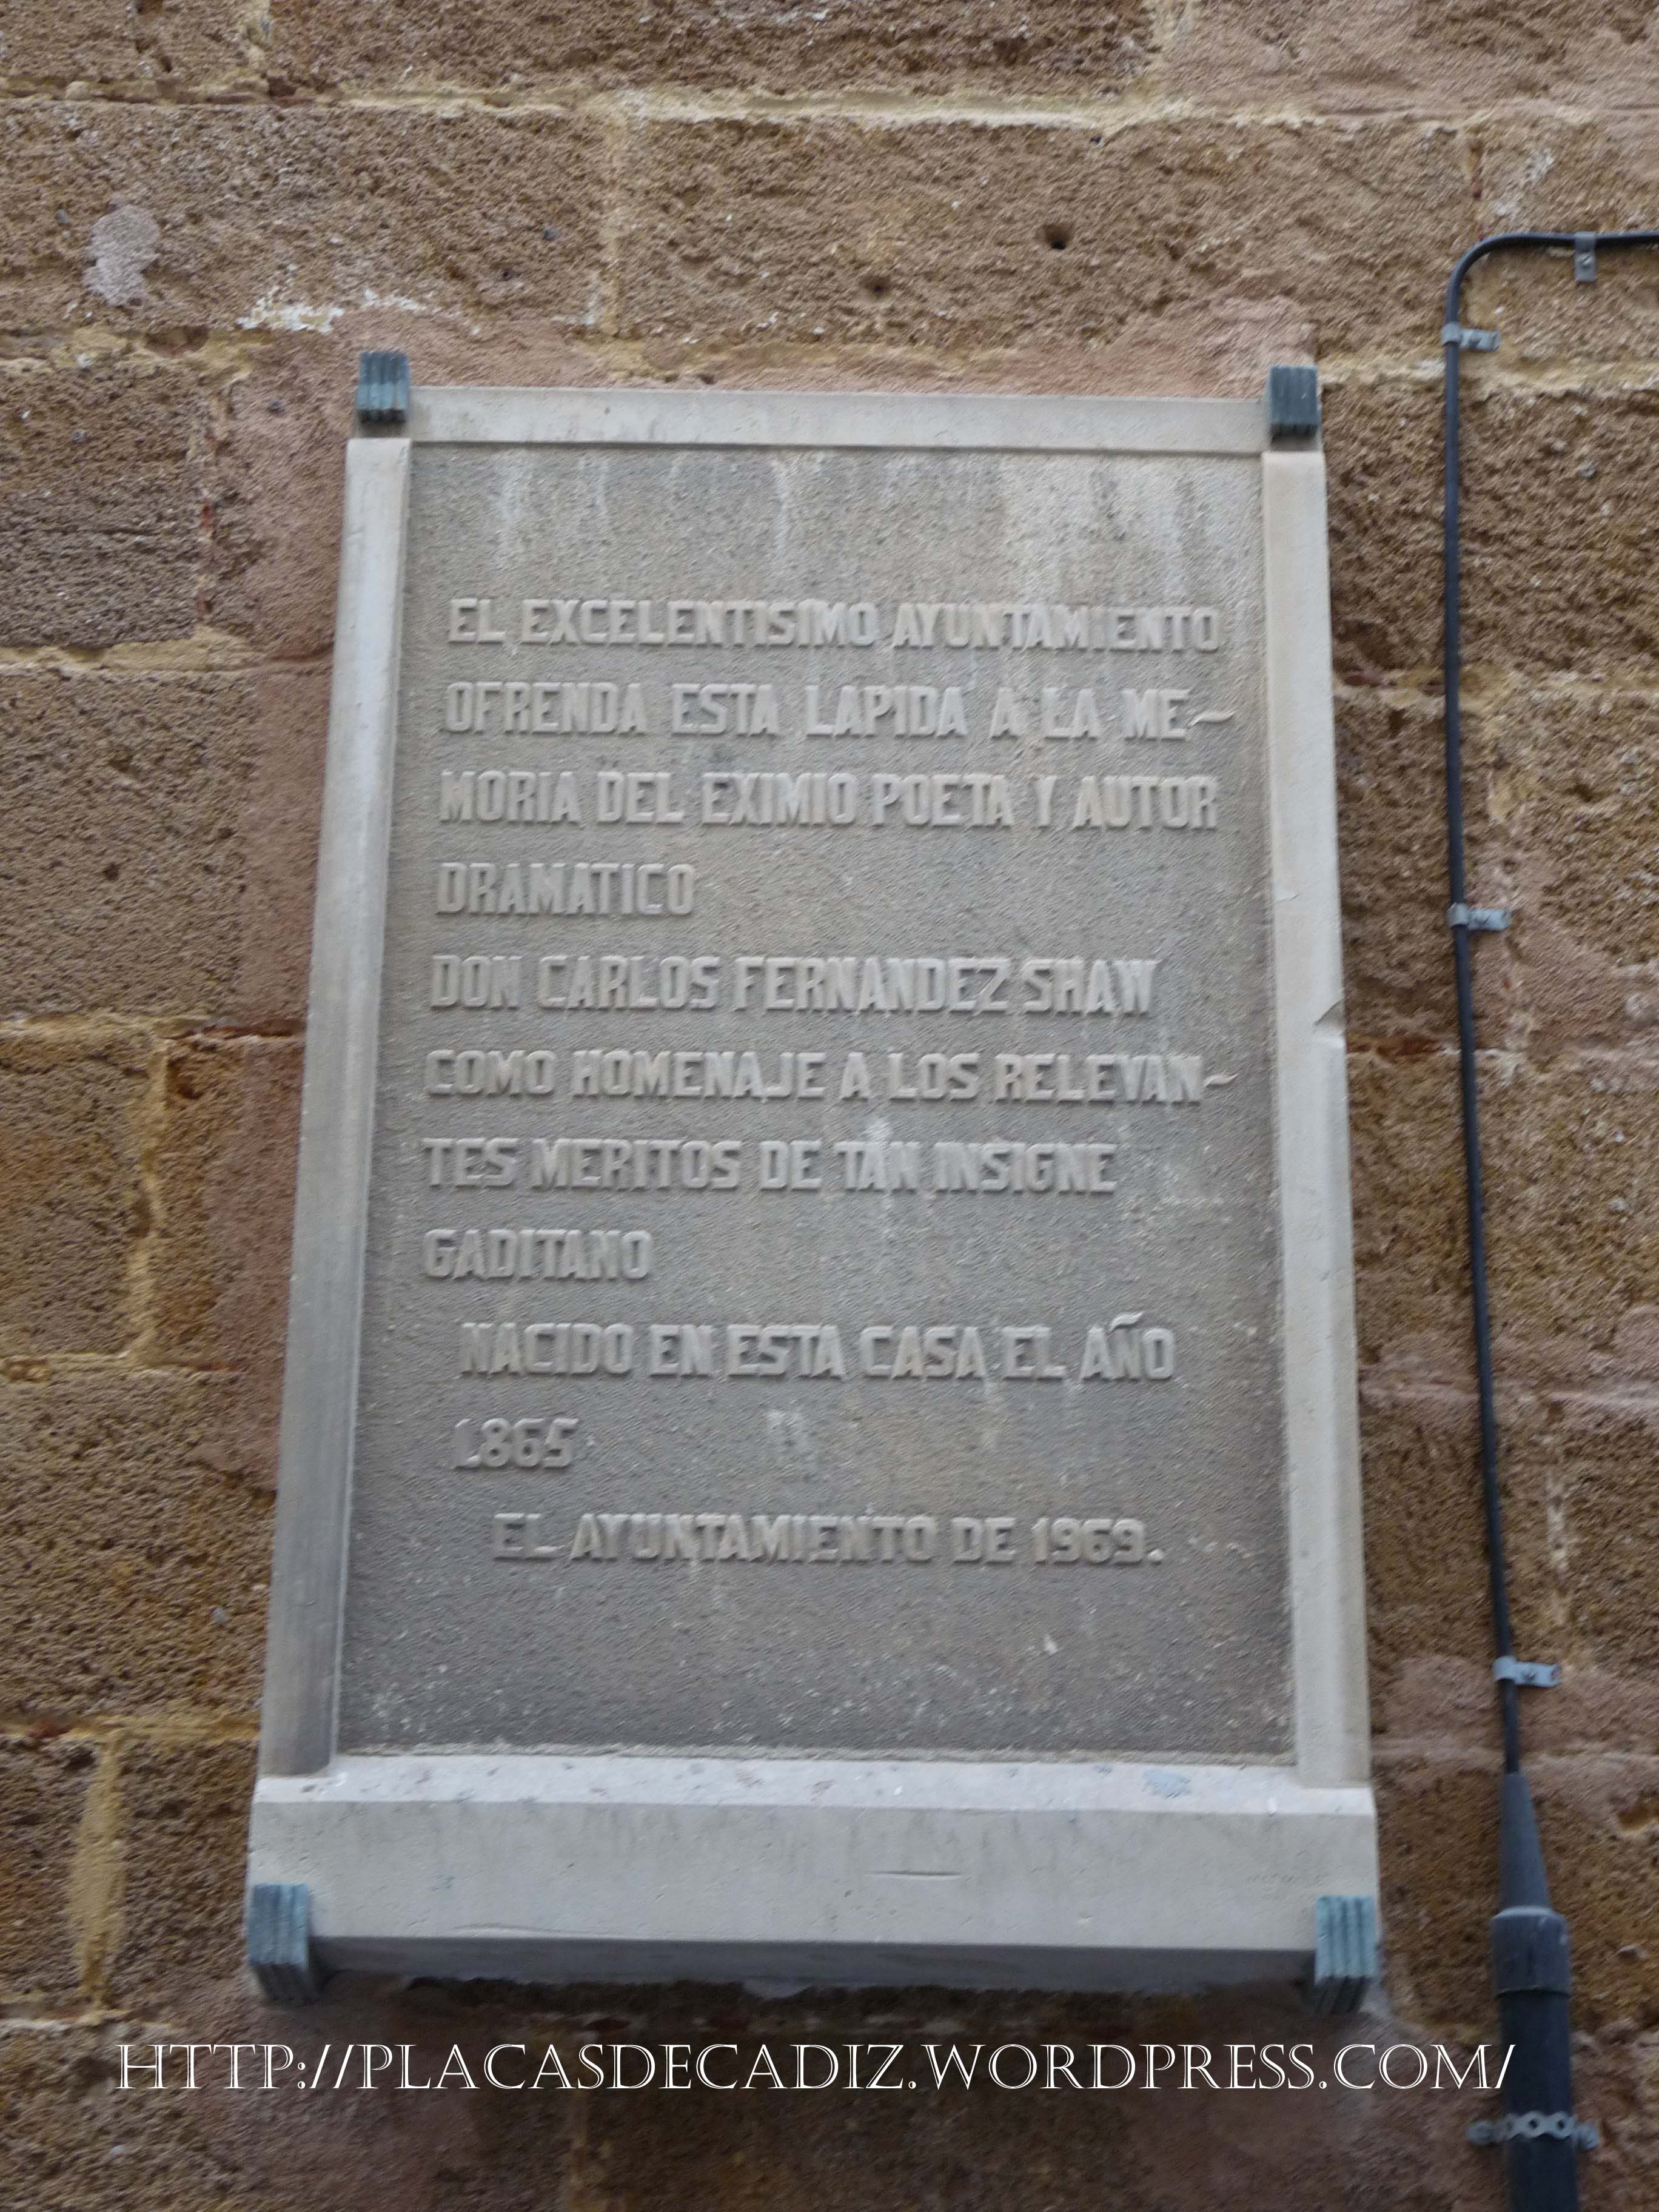 EL EXCELENTISIMO AYUNTAMIENTO
OFRENDA ESTA LAPIDA A LA ME-
MORIA DEL EXIMIO POETA Y AUTOR
DRAMATICO
DON CARLOS FERNANDEZ SHAW
COMO HOMENAJE A LOS RELEVAN-
TES MERITOS DE TAN INSIGNE
GADITANO
NACIDO EN ESTA CASA EL AÑO
1865
EL AYUNTAMIENTO DE 1969.
HTTP://PLACASDECADIZ.WORDPRESS.COM/